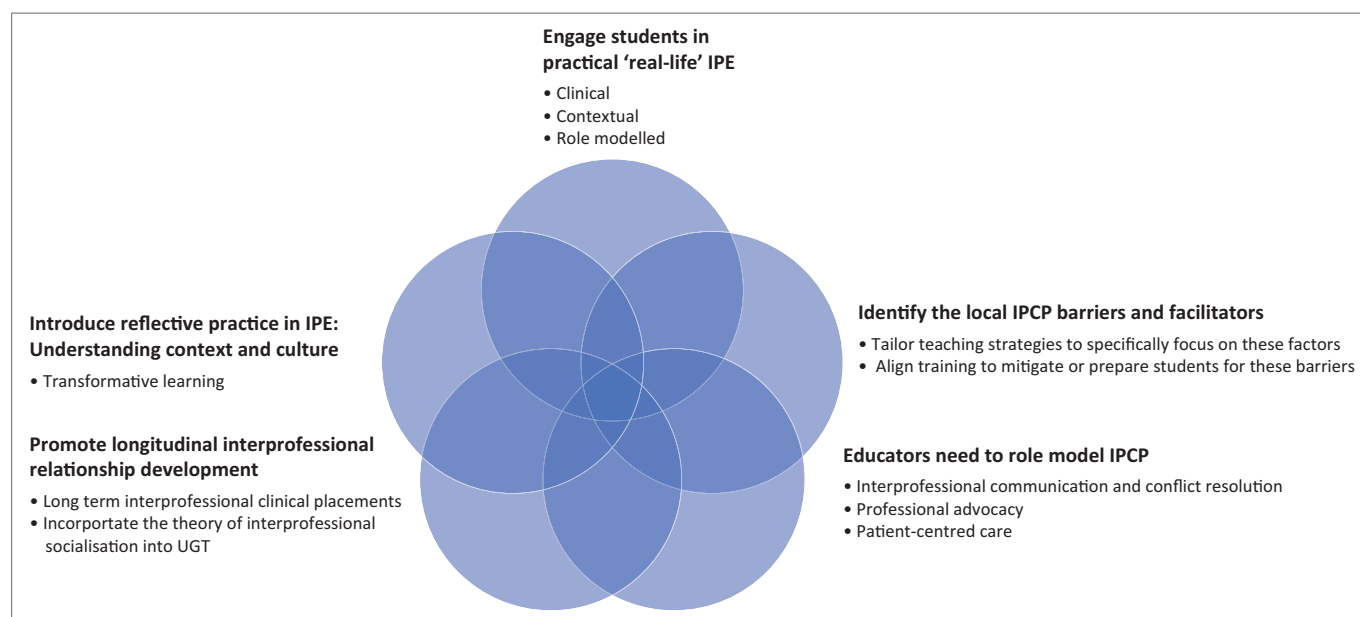 Engage students in
practical ‘real-life’ IPE
• Clinical
• Contextual
• Role modelled
Identify the local IPCP barriers and facilitators
• Tailor teaching strategies to specifically focus on these factors
• Align training to mitigate or prepare students for these barriers
Educators need to role model IPCP
• Interprofessional communication and conflict resolution
• Professional advocacy
• Patient-centred care
Promote longitudinal interprofessional
relationship development
• Long term interprofessional clinical placements
• Incorportate the theory of interprofessional
socialisation into UGT
Introduce reflective practice in IPE:
Understanding context and culture
• Transformative learning